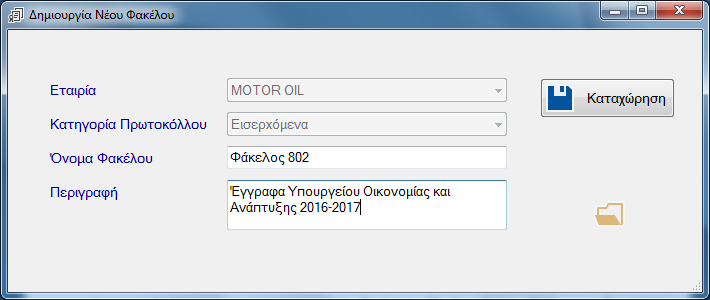 Δημιουργία Νέου Φακέλου
Εταιρία
MOTOR OIL
Καταχώρηση
Κατηγορία Πρωτοκόλλου
Εισερχόμενα
Όνομα Φακέλου
Φάκελος 802
Περιγραφή
Έγγραφα Υπουργείου Οικονομίας και
Ανάπτυξης 2016-2017